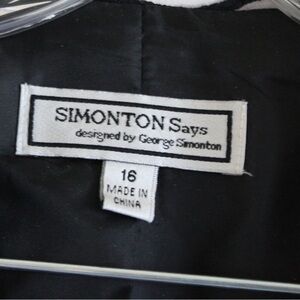 SIMONTON Says
designed by George Simonton
16
MADE IN
CHINA